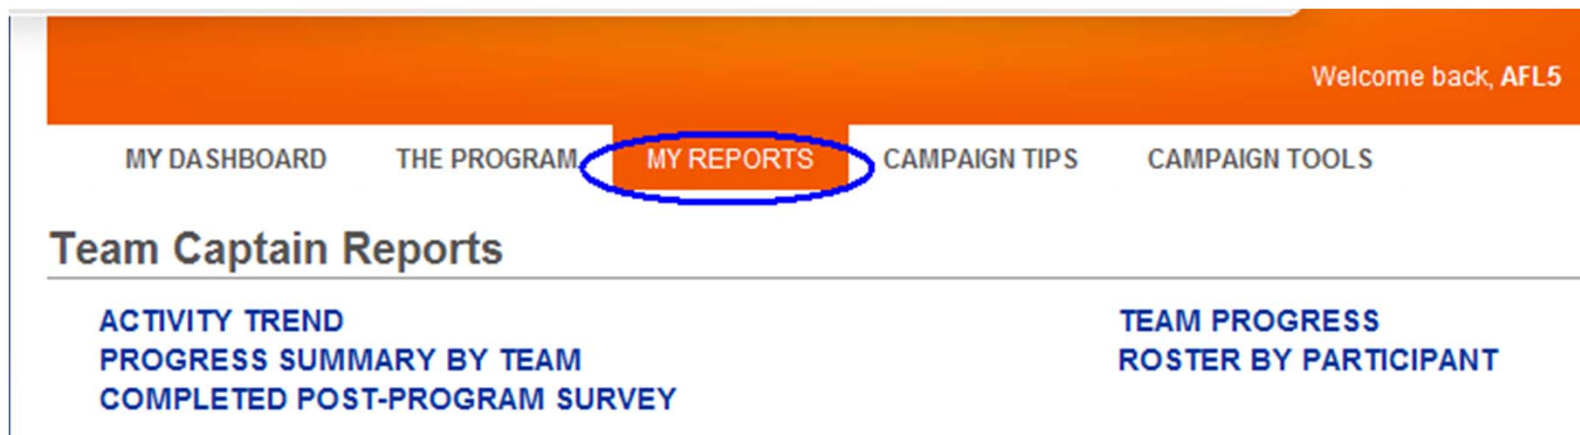 Welcome back, AFL5
MY DASHBOARD THE PROGRAM MY REPORTS CAMPAIGN TIPS CAMPAIGN TOOLS
Team Captain Reports
ACTIVITY TREND TEAM PROGRESS
PROGRESS SUMMARY BY TEAM ROSTER BY PARTICIPANT
COMPLETED POST-PROGRAM SURVEY